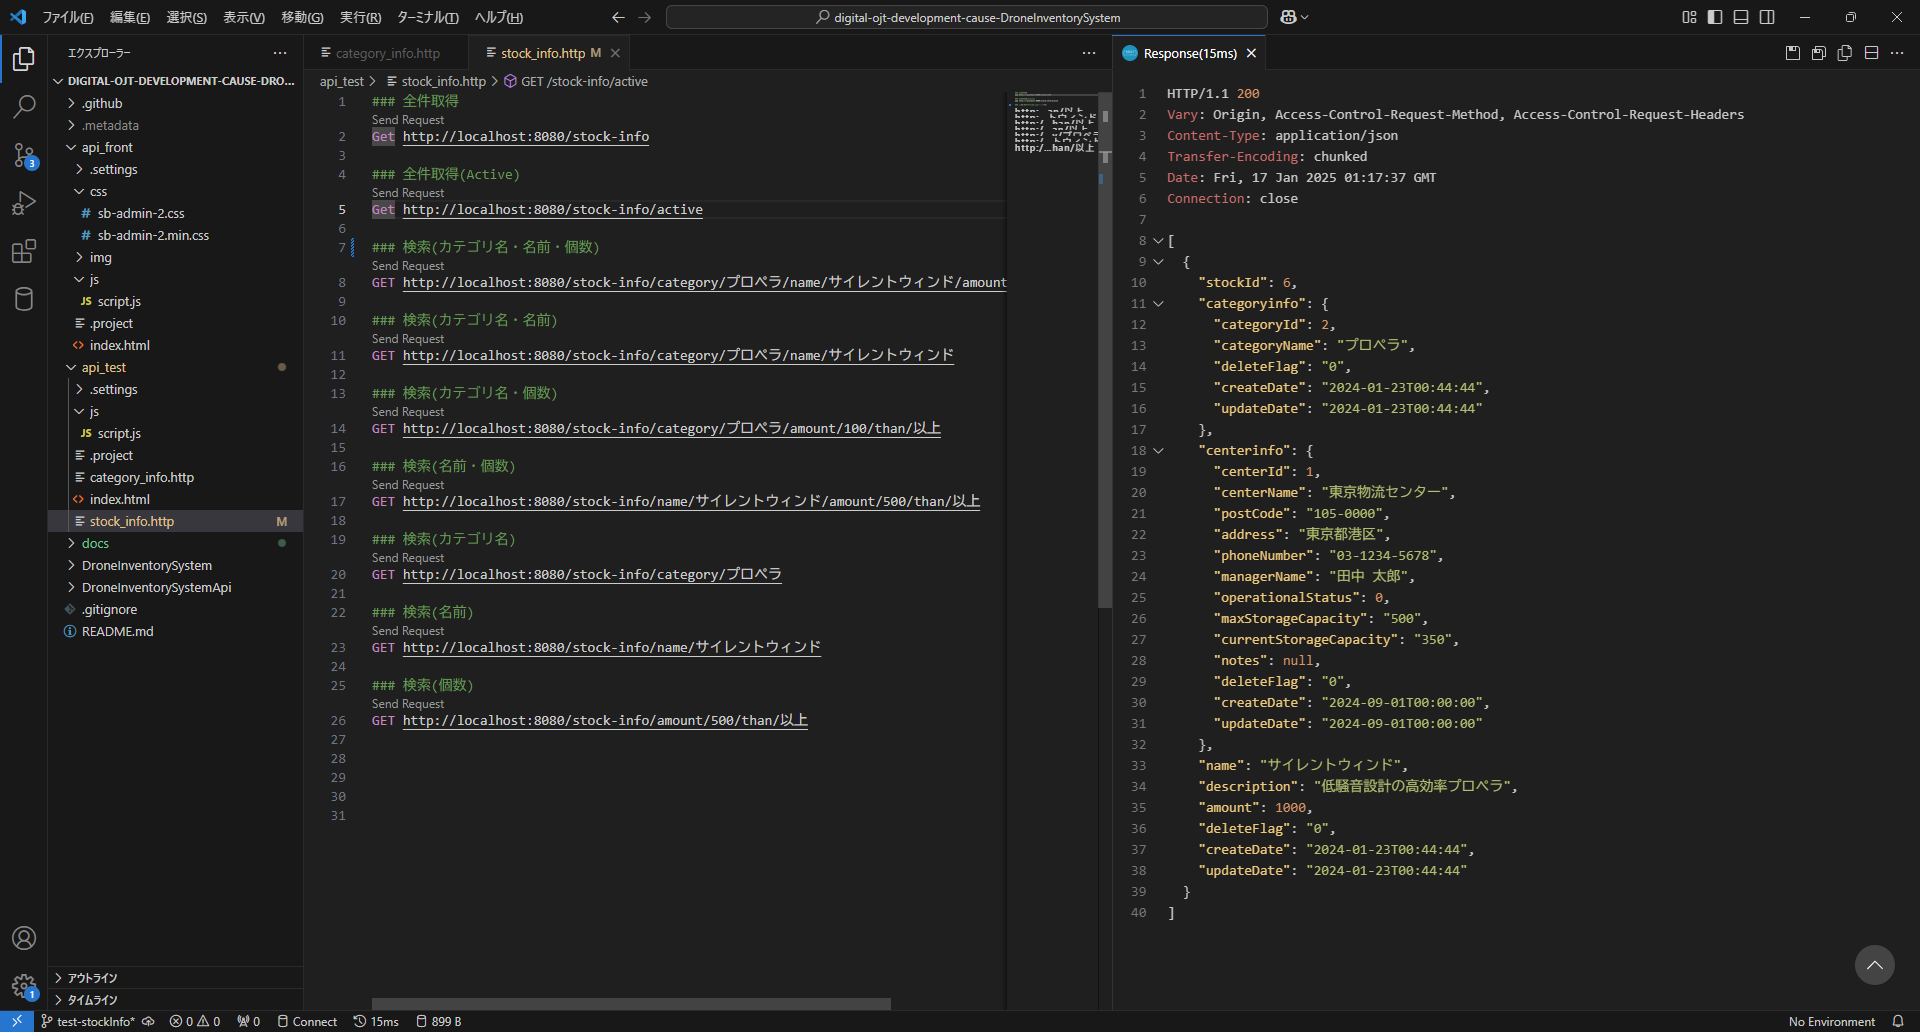 ファイル(F) 編集(E) 選択(S) 表示(V) 移動(G) 実行(R) ターミナル(T) ヘルプ(H)
digital-ojt-development-cause-DroneInventorySystem
エクスプローラー
DIGITAL-OJT-DEVELOPMENT-CAUSE-DRO...
.github
.metadata
api_front
.settings
css
# sb-admin-2.css
# sb-admin-2.min.css
img
js
JS script.js
.project
<> index.html
api_test
.settings
js
JS script.js
.project
category_info.http
<> index.html
stock_info.http M
docs
DroneInventorySystem
DroneInventorySystemApi
.gitignore
README.md
アウトライン
タイムライン
3
1
category_info.http
stock_info.http M
api_test > stock_info.http > GET /stock-info/active
1 ### 全件取得
Send Request
2 Get http://localhost:8080/stock-info
3
4 ### 全件取得(Active)
Send Request
5 Get http://localhost:8080/stock-info/active
6
7 ### 検索(カテゴリ名・名前・個数)
Send Request
8 GET http://localhost:8080/stock-info/category/プロペラ/name/サイレントウィンド/amount
9
10 ### 検索(カテゴリ名・名前)
Send Request
11 GET http://localhost:8080/stock-info/category/プロペラ/name/サイレントウィンド
12
13 ### 検索(カテゴリ名・個数)
Send Request
14 GET http://localhost:8080/stock-info/category/プロペラ/amount/100/than/以上
15
16 ### 検索(名前・個数)
Send Request
17 GET http://localhost:8080/stock-info/name/サイレントウィンド/amount/500/than/以上
18
19 ### 検索(カテゴリ名)
Send Request
20 GET http://localhost:8080/stock-info/category/プロペラ
21
22 ### 検索(名前)
Send Request
23 GET http://localhost:8080/stock-info/name/サイレントウィンド
24
25 ### 検索(個数)
Send Request
26 GET http://localhost:8080/stock-info/amount/500/than/以上
27
28
29
30
31
http:/…han/以上
Response(15ms)
1 HTTP/1.1 200
2 Vary: Origin, Access-Control-Request-Method, Access-Control-Request-Headers
3 Content-Type: application/json
4 Transfer-Encoding: chunked
5 Date: Fri, 17 Jan 2025 01:17:37 GMT
6 Connection: close
7
8 [
9 {
10 "stockId": 6,
11 "categoryinfo": {
12 "categoryId": 2,
13 "categoryName": "プロペラ",
14 "deleteFlag": "0",
15 "createDate": "2024-01-23T00:44:44",
16 "updateDate": "2024-01-23T00:44:44"
17 },
18 "centerinfo": {
19 "centerId": 1,
20 "centerName": "東京物流センター",
21 "postCode": "105-0000",
22 "address": "東京都港区",
23 "phoneNumber": "03-1234-5678",
24 "managerName": "田中 太郎",
25 "operationalStatus": 0,
26 "maxStorageCapacity": "500",
27 "currentStorageCapacity": "350",
28 "notes": null,
29 "deleteFlag": "0",
30 "createDate": "2024-09-01T00:00:00",
31 "updateDate": "2024-09-01T00:00:00"
32 },
33 "name": "サイレントウィンド",
34 "description": "低騒音設計の高効率プロペラ",
35 "amount": 1000,
36 "deleteFlag": "0",
37 "createDate": "2024-01-23T00:44:44",
38 "updateDate": "2024-01-23T00:44:44"
39 }
40 ]
test-stockInfo* 0 0 0 Connect 15ms 899 B No Environment